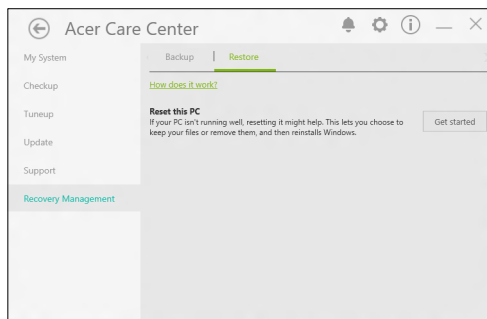 Acer Care Center
My System
Checkup
Tuneup
Update
Support
Recovery Management
Backup | Restore
How does it work?
Reset this PC
If your PC isn't running well, resetting it might help. This lets you choose to
keep your files or remove them, and then reinstalls Windows.
Get started